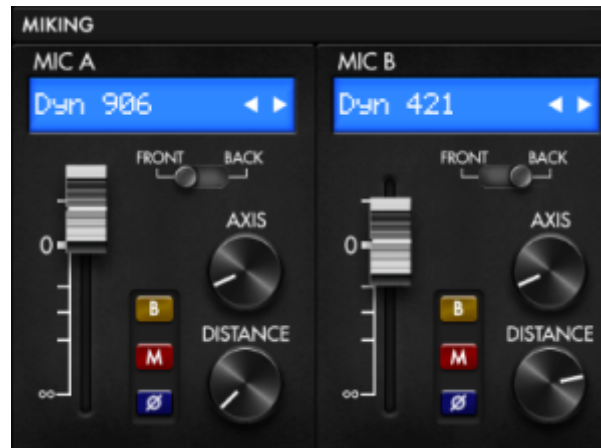 MIKING
MIC A
Dyn 906
FRONT BACK
0
AXIS
B
DISTANCE
M
∞
Ø
MIC B
Dyn 421
FRONT BACK
0
AXIS
B
DISTANCE
M
∞
Ø